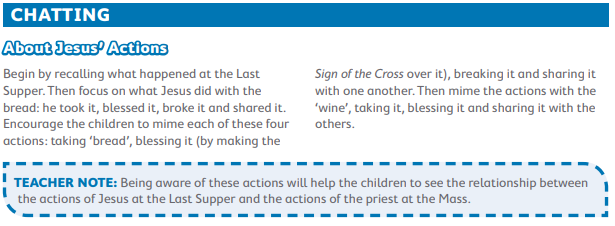 CHATTING
About Jesus' Actions
Begin by recalling what happened at the Last
Supper. Then focus on what Jesus did with the
bread: he took it, blessed it, broke it and shared it.
Encourage the children to mime each of these four
actions: taking 'bread', blessing it (by making the
Sign of the Cross over it), breaking it and sharing it
with one another. Then mime the actions with the
'wine', taking it, blessing it and sharing it with the
others.
TEACHER NOTE: Being aware of these actions will help the children to see the relationship between
the actions of Jesus at the Last Supper and the actions of the priest at the Mass.